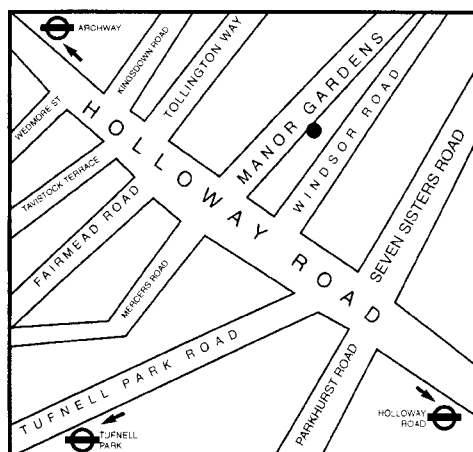 ARCHWAY
KINGSDOWN ROAD
TOLLINGTON WAY
MANOR GARDENS
WINDSOR ROAD
SEVEN SISTERS ROAD
WEDMORE ST
HOLLOWAY ROAD
TAVISTOCK TERRACE
FAIRMEAD ROAD
MERCERS ROAD
TUFNELL PARK ROAD
PARKHURST ROAD
HOLLOWAY
ROAD
TUFNELL
PARK